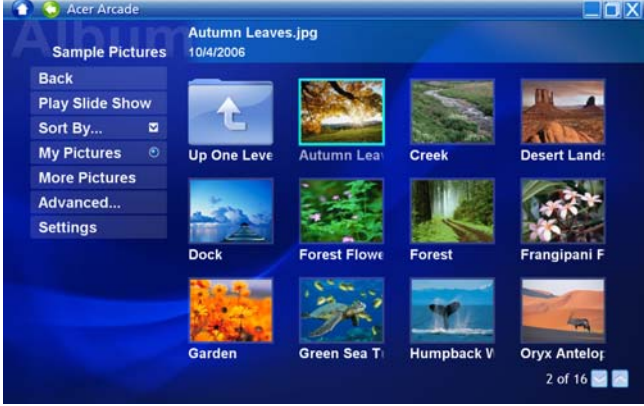 Acer Arcade
Album
Autumn Leaves.jpg
10/4/2006
Sample Pictures
Back
Play Slide Show
Sort By...
My Pictures
More Pictures
Advanced...
Settings
Up One Leve
Autumn Leav
Creek
Desert Lands
Dock
Forest Flowe
Forest
Frangipani F
Garden
Green Sea T
Humpback W
Oryx Antelop
2 of 16